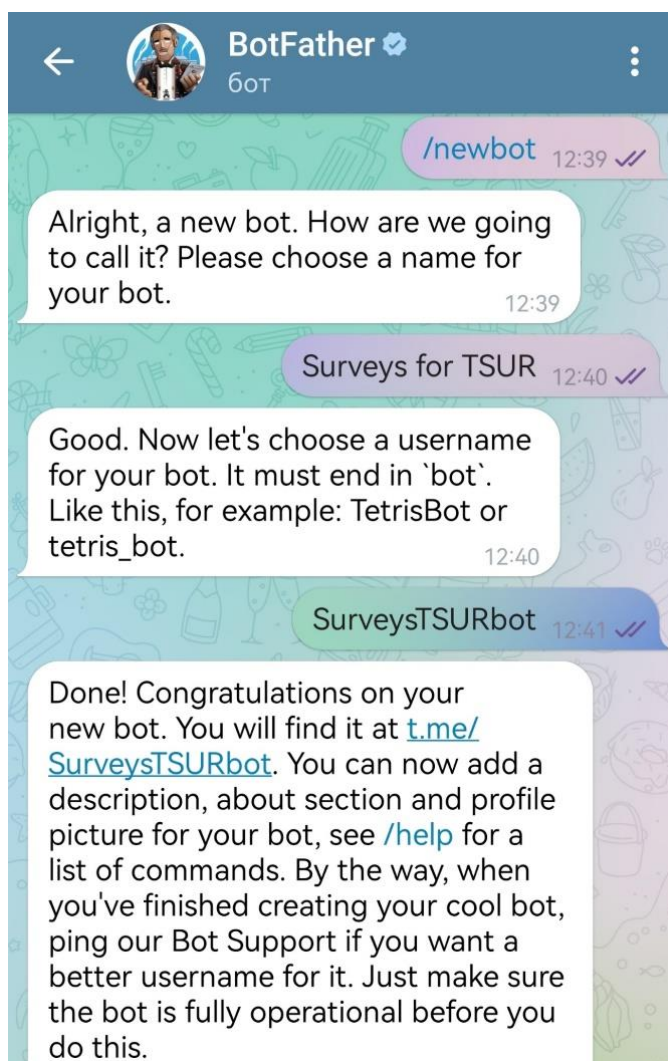 BotFather
бот
/newbot 12:39
Alright, a new bot. How are we going
to call it? Please choose a name for
your bot.
12:39
Surveys for TSUR 12:40
Good. Now let's choose a username
for your bot. It must end in `bot`.
Like this, for example: TetrisBot or
tetris_bot.
12:40
SurveysTSURbot 12:41
Done! Congratulations on your
new bot. You will find it at t.me/
SurveysTSURbot. You can now add a
description, about section and profile
picture for your bot, see /help for a
list of commands. By the way, when
you've finished creating your cool bot,
ping our Bot Support if you want a
better username for it. Just make sure
the bot is fully operational before you
do this.